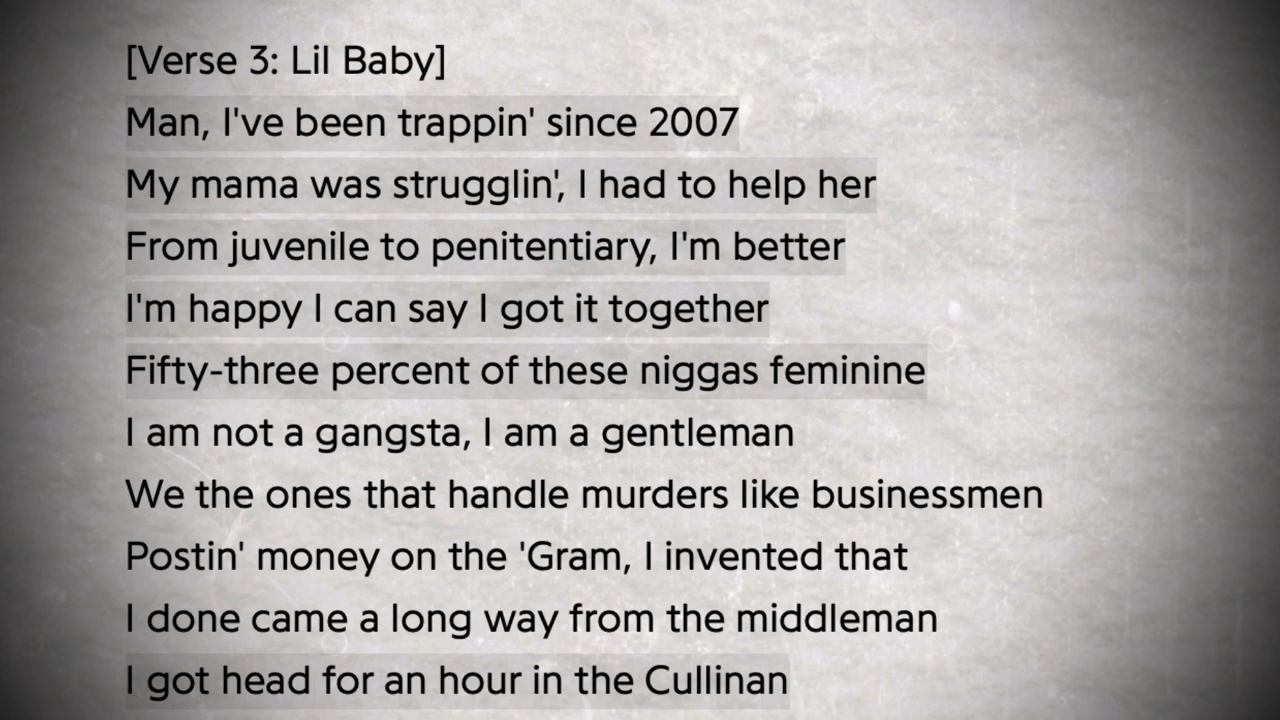 [Verse 3: Lil Baby]
Man, I've been trappin' since 2007
My mama was strugglin', I had to help her
From juvenile to penitentiary, I'm better
I'm happy I can say I got it together
Fifty-three percent of these niggas feminine
I am not a gangsta, I am a gentleman
We the ones that handle murders like businessmen
Postin' money on the 'Gram, I invented that
I done came a long way from the middleman
I got head for an hour in the Cullinan